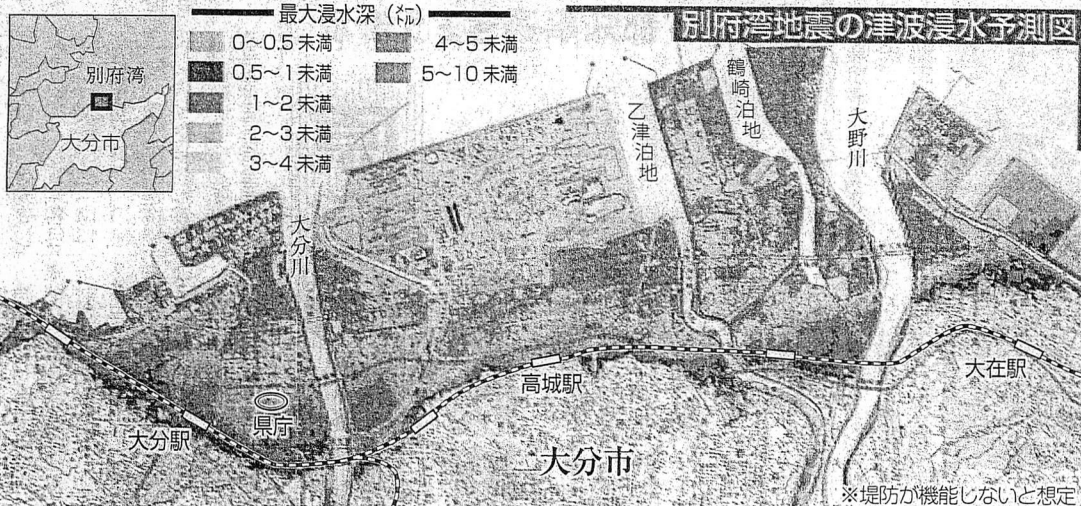 別府湾地震の津波浸水予測図
最大浸水深(メートル)
0〜0.5未満
0.5〜1未満
1〜2未満
2〜3未満
3〜4未満
4〜5未満
5〜10未満
別府湾
大分市
大分川
乙津泊地
鶴崎泊地
大野川
大分駅
県庁
高城駅
大在駅
大分市
※堤防が機能しないと想定